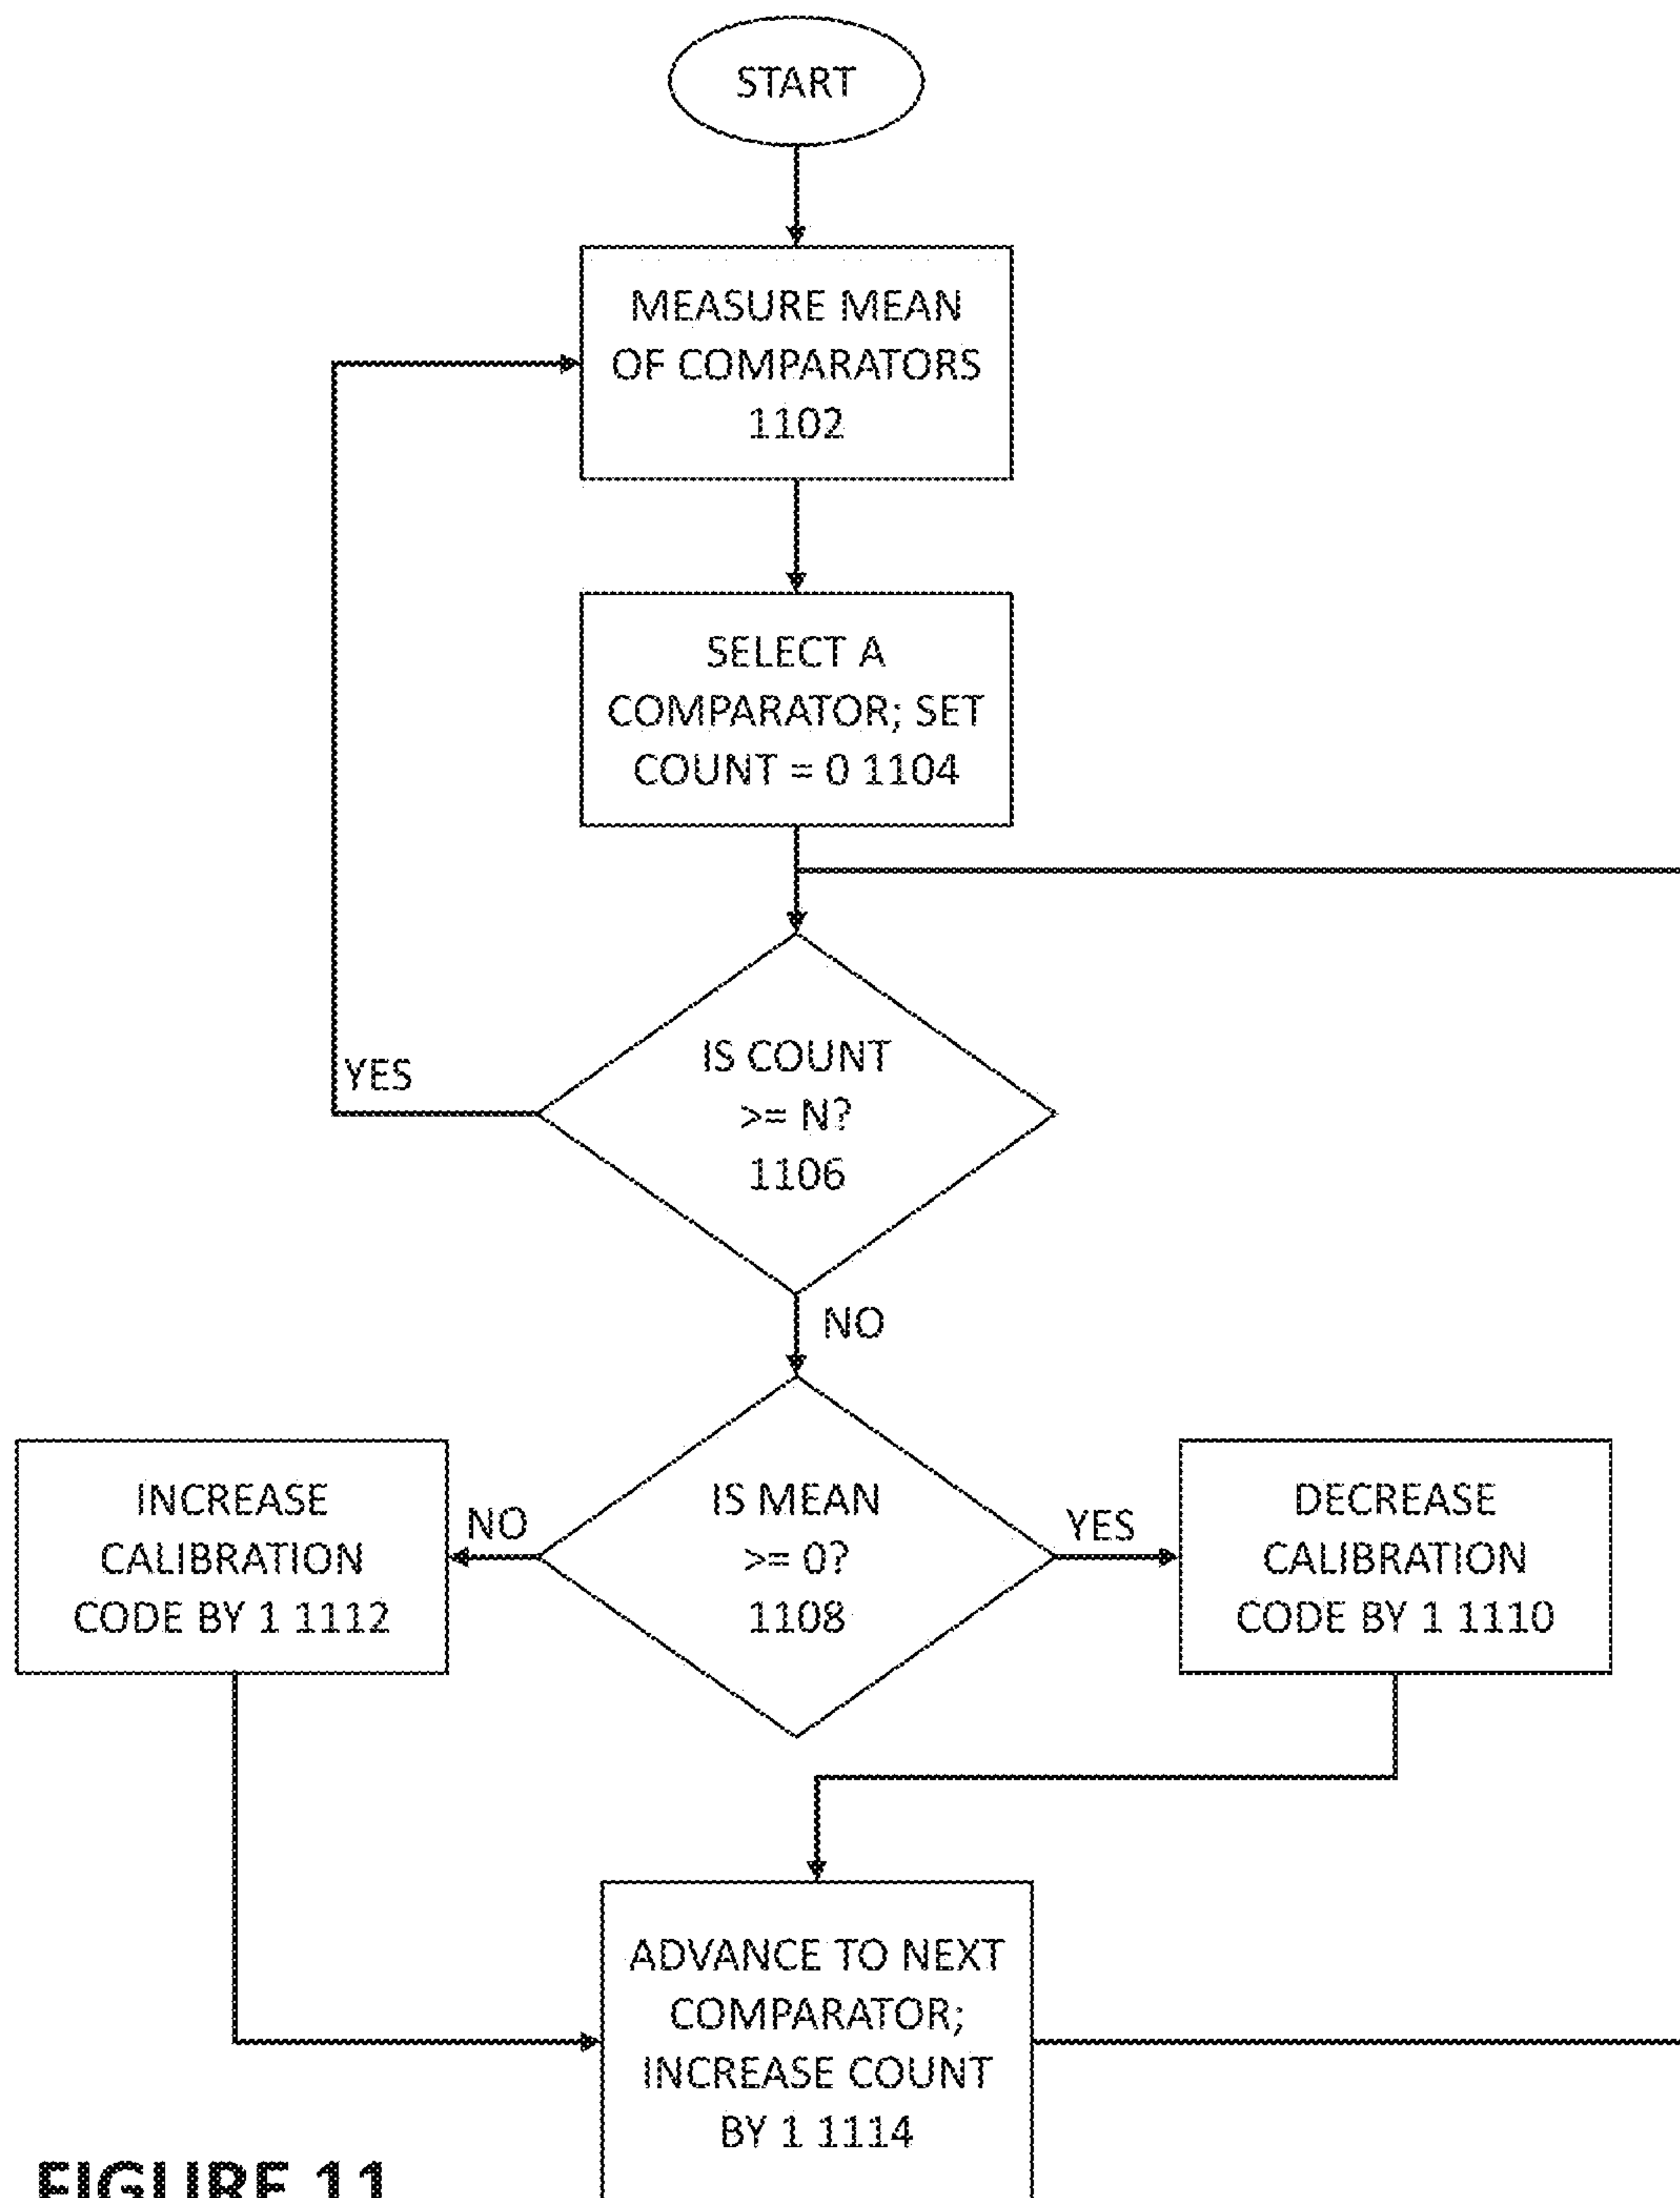 START
MEASURE MEAN
OF COMPARATORS
1102
SELECT A
COMPARATOR; SET
COUNT = 0 1104
IS COUNT
>= N?
1106
YES
NO
INCREASE
CALIBRATION
CODE BY 1 1112
NO
IS MEAN
>= 0?
1108
YES
DECREASE
CALIBRATION
CODE BY 1 1110
ADVANCE TO NEXT
COMPARATOR;
INCREASE COUNT
BY 1 1114
FIGURE 11